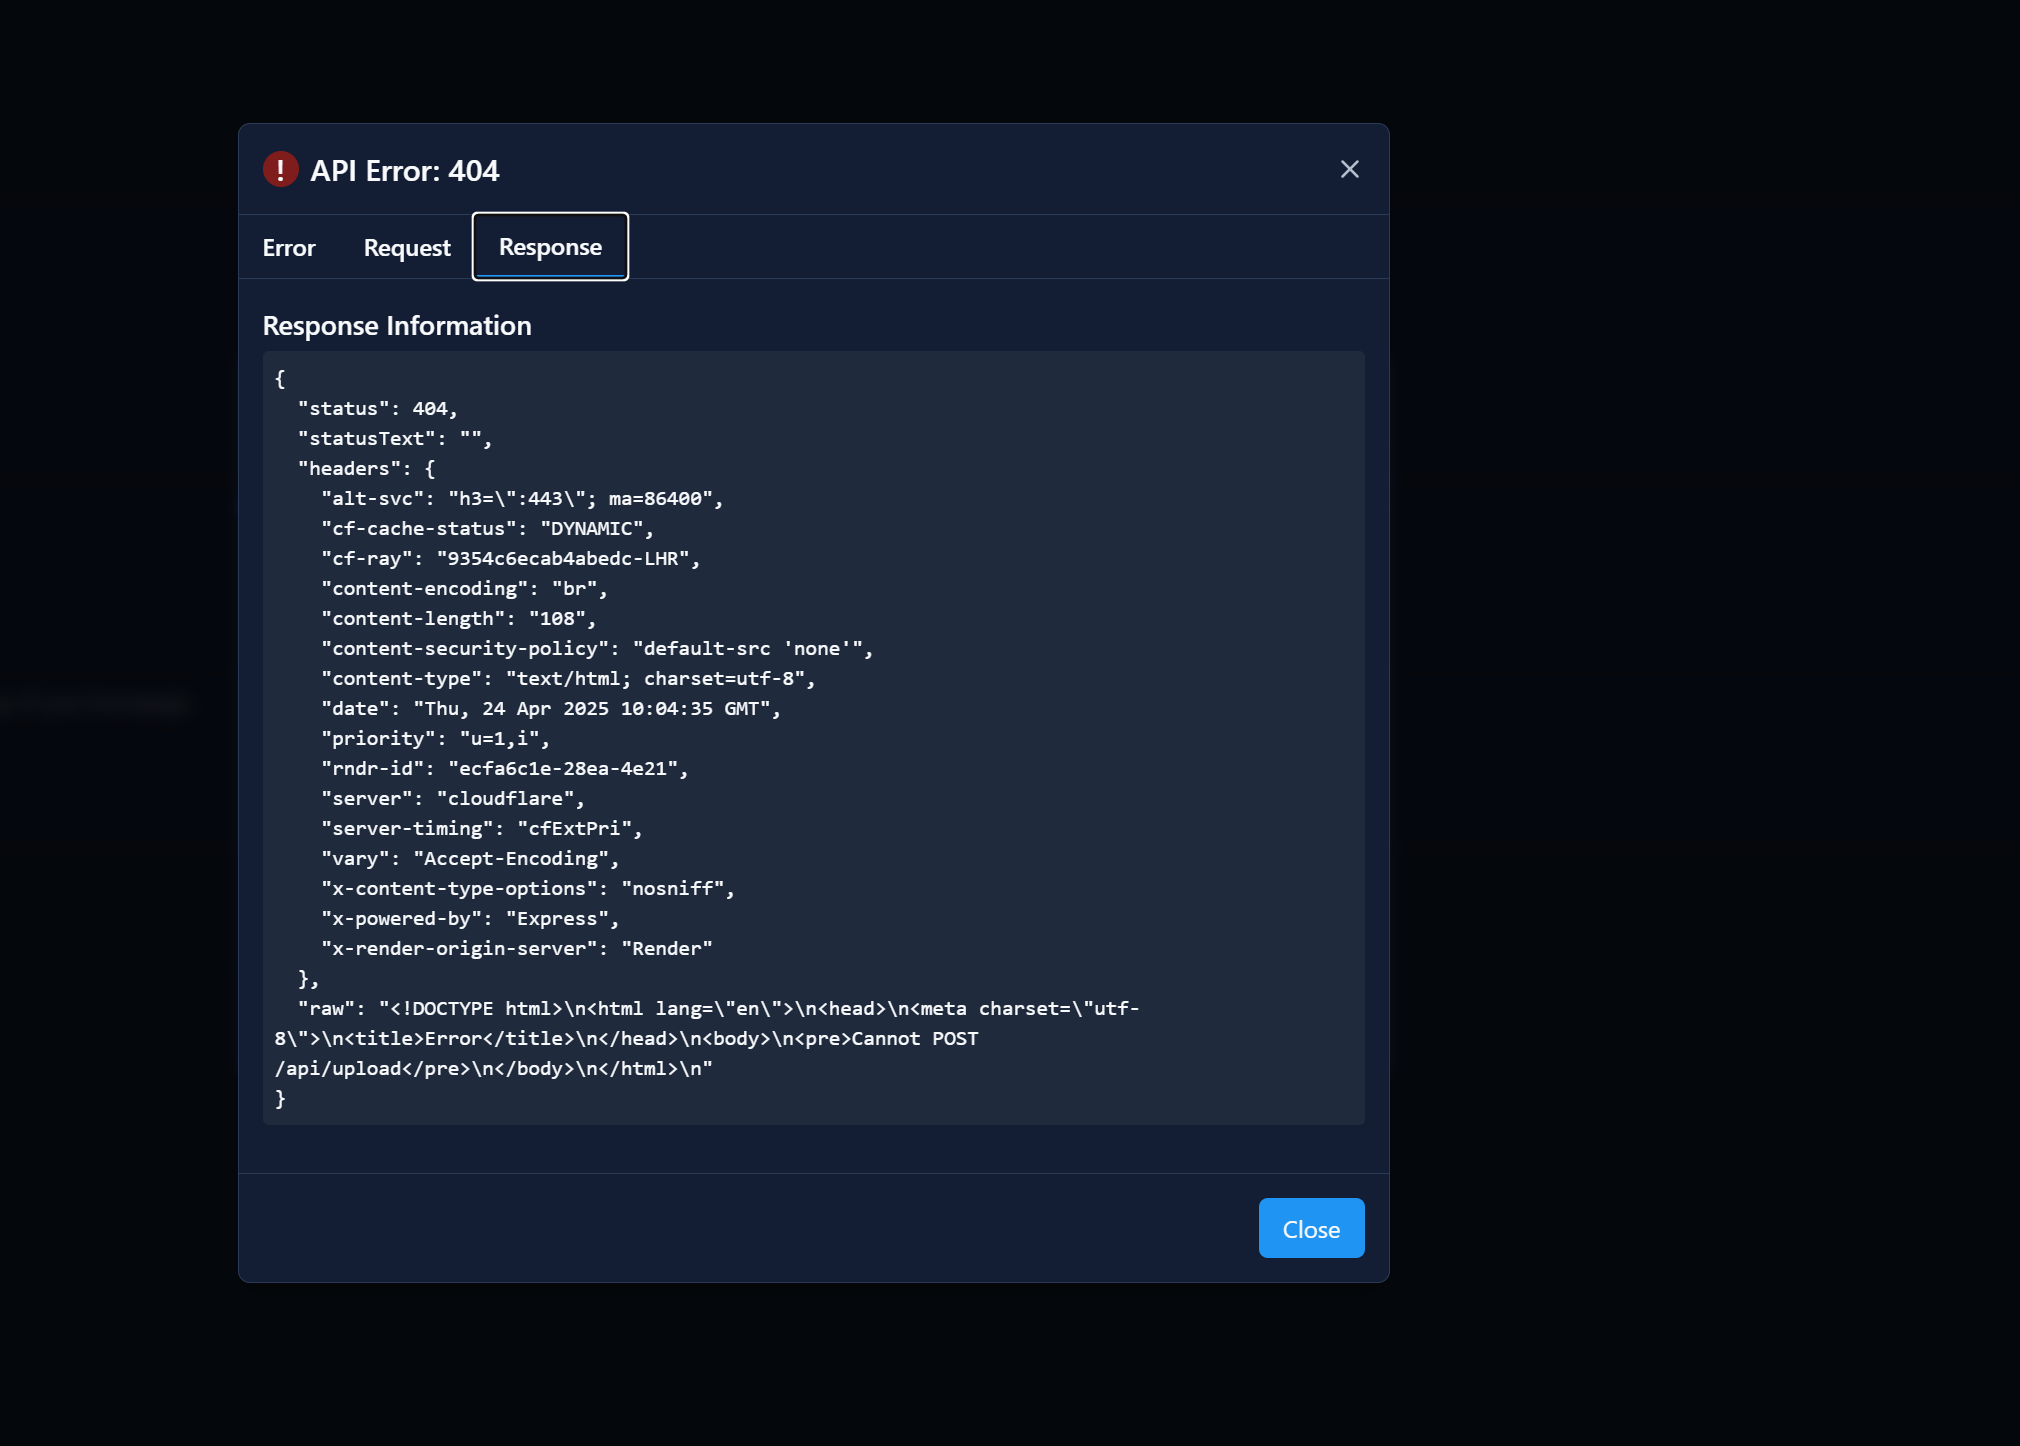 ! API Error: 404
Error Request Response
Response Information
{
  "status": 404,
  "statusText": "",
  "headers": {
    "alt-svc": "h3=\":443\"; ma=86400",
    "cf-cache-status": "DYNAMIC",
    "cf-ray": "9354c6ecab4abedc-LHR",
    "content-encoding": "br",
    "content-length": "108",
    "content-security-policy": "default-src 'none'",
    "content-type": "text/html; charset=utf-8",
    "date": "Thu, 24 Apr 2025 10:04:35 GMT",
    "priority": "u=1,i",
    "rndr-id": "ecfa6c1e-28ea-4e21",
    "server": "cloudflare",
    "server-timing": "cfExtPri",
    "vary": "Accept-Encoding",
    "x-content-type-options": "nosniff",
    "x-powered-by": "Express",
    "x-render-origin-server": "Render"
  },
  "raw": "<!DOCTYPE html>\n<html lang=\"en\">\n<head>\n<meta charset=\"utf-
8\">\n<title>Error</title>\n</head>\n<body>\n<pre>Cannot POST
/api/upload</pre>\n</body>\n</html>\n"
}
Close